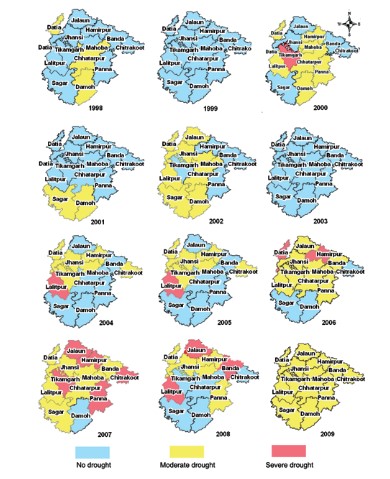 Jalaun
Datia Hamirpur
Jhansi Banda
Mahoba Chitrakoot
Tikamgarh
Lalitpur Chhatarpur
Panna
Sagar Damoh
1998
Jalaun
Datia Hamirpur
Jhansi Banda
Mahoba Chitrako
Tikamgarh
Lalitpur Chhatarpur
Panna
Sagar Damoh
1999
Jalaun
Datia Hamirpur
Jhansi Banda
Datia Mahoba Chitrakoot
Tikamgarh
Lalitpur Chhatarpur
Panna
Sagar Damoh
2000
Jalaun
Datia Hamirpur
Jhansi Banda
Tikamgarh Mahoba Chitrakoot
Chhatarpur
Lalitpur Panna
Sagar Damoh
2001
Jalaun
Datia Hamirpur
Jhansi Banda
Tikamgarh Mahoba Chitrakoot
Chhatarpur
Lalitpur Panna
Sagar Damoh
2002
Jalaun
Datia Hamirpur
Jhansi Banda
Tikamgarh Mahoba Chitrakoot
Chhatarpur
Lalitpur Panna
Sagar Damoh
2003
Jalaun
Datia Hamirpur
Jhansi Banda
Tikamgarh Mahoba Chitrakoot
Lalitpur Chhatarpur
Panna
Sagar Damoh
2004
Jalaun
Datia Hamirpur
Jhansi Banda
Tikamgarh Mahoba Chitrakoot
Lalitpur Chhatarpur
Panna
Sagar Damoh
2005
Jalaun
Datia Hamirpur
Jhansi Banda
Tikamgarh Mahoba Chitrakoot
Lalitpur Chhatarpur
Panna
Sagar Damoh
2006
Jalaun
Datia Hamirpur
Jhansi Banda
Tikamgarh Mahoba Chitrakoot
Chhatarpur
Lalitpur Panna
Sagar Damoh
2007
Jalaun
Datia Hamirpur
Jhansi Banda
Tikamgarh Mahoba Chitrakoot
Chhatarpur
Lalitpur Panna
Sagar Damoh
2008
Jalaun
Datia Hamirpur
Jhansi Banda
Tikamgarh Mahoba Chitrakoot
Chhatarpur
Lalitpur Panna
Sagar Damoh
2009
No drought Moderate drought Severe drought